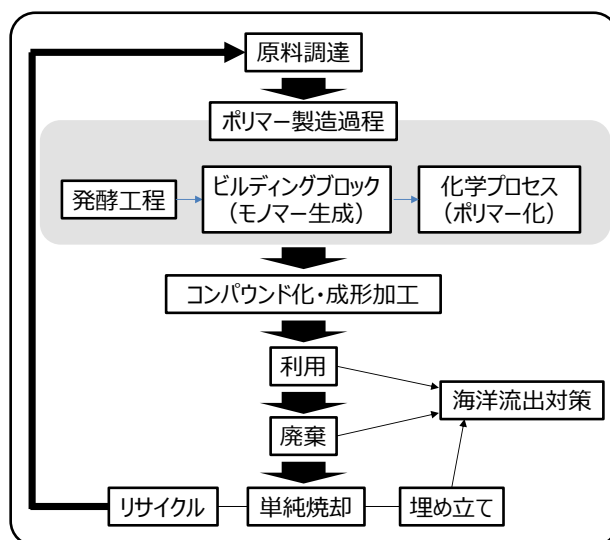 原料調達
ポリマー製造過程
発酵工程
ビルディングブロック
（モノマー生成）
化学プロセス
（ポリマー化）
コンパウンド化・成形加工
利用
海洋流出対策
廃棄
リサイクル
単純焼却
埋め立て